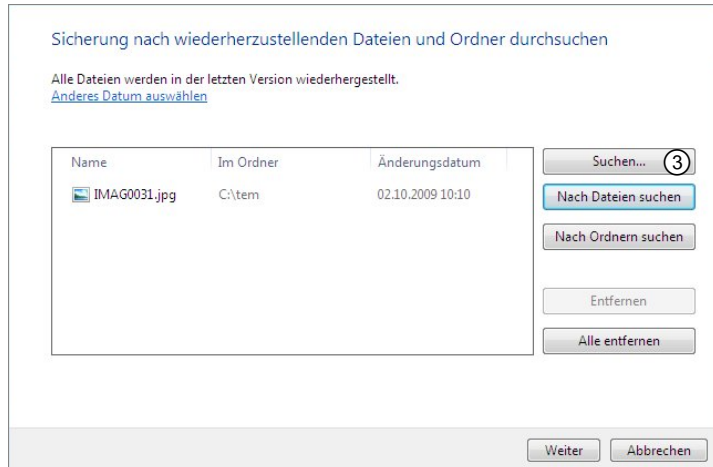 Sicherung nach wiederherzustellenden Dateien und Ordner durchsuchen
Alle Dateien werden in der letzten Version wiederhergestellt.
Anderes Datum auswählen
Name Im Ordner Änderungsdatum
IMAG0031.jpg C:\tem 02.10.2009 10:10
Suchen... 3
Nach Dateien suchen
Nach Ordnern suchen
Entfernen
Alle entfernen
Weiter Abbrechen